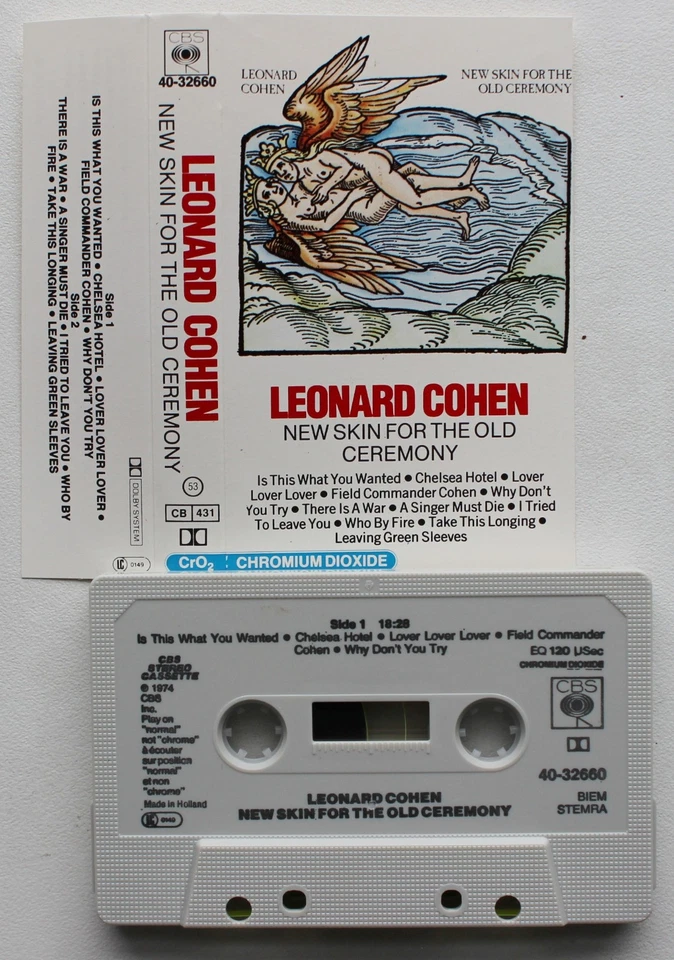 Side 1
IS THIS WHAT YOU WANTED ● CHELSEA HOTEL ● LOVER LOVER LOVER ●
FIELD COMMANDER COHEN ● WHY DON'T YOU TRY
Side 2
THERE IS A WAR ● A SINGER MUST DIE ● I TRIED TO LEAVE YOU ● WHO BY
FIRE ● TAKE THIS LONGING ● LEAVING GREEN SLEEVES
DOLBY SYSTEM
LC 0149
CBS
40-32660
LEONARD COHEN
NEW SKIN FOR THE OLD CEREMONY
53
CB 431
LEONARD
COHEN
NEW SKIN FOR THE
OLD CEREMONY
LEONARD COHEN
NEW SKIN FOR THE OLD
CEREMONY
Is This What You Wanted ● Chelsea Hotel ● Lover
Lover Lover ● Field Commander Cohen ● Why Don't
You Try ● There Is A War ● A Singer Must Die ● I Tried
To Leave You ● Who By Fire ● Take This Longing ●
Leaving Green Sleeves
CrO2 CHROMIUM DIOXIDE
Side 1 18:28
Is This What You Wanted ● Chelsea Hotel ● Lover Lover Lover ● Field Commander
Cohen ● Why Don't You Try
EQ 120 µSec
CHROMIUM DIOXIDE
CBS
STEREO
CASSETTE
℗ 1974
CBS
Inc.
Play on
"normal"
not "chrome"
à écouter
sur position
"normal"
et non
"chrome"
Made in Holland
LC 0149
CBS
40-32660
BIEM
STEMRA
LEONARD COHEN
NEW SKIN FOR THE OLD CEREMONY